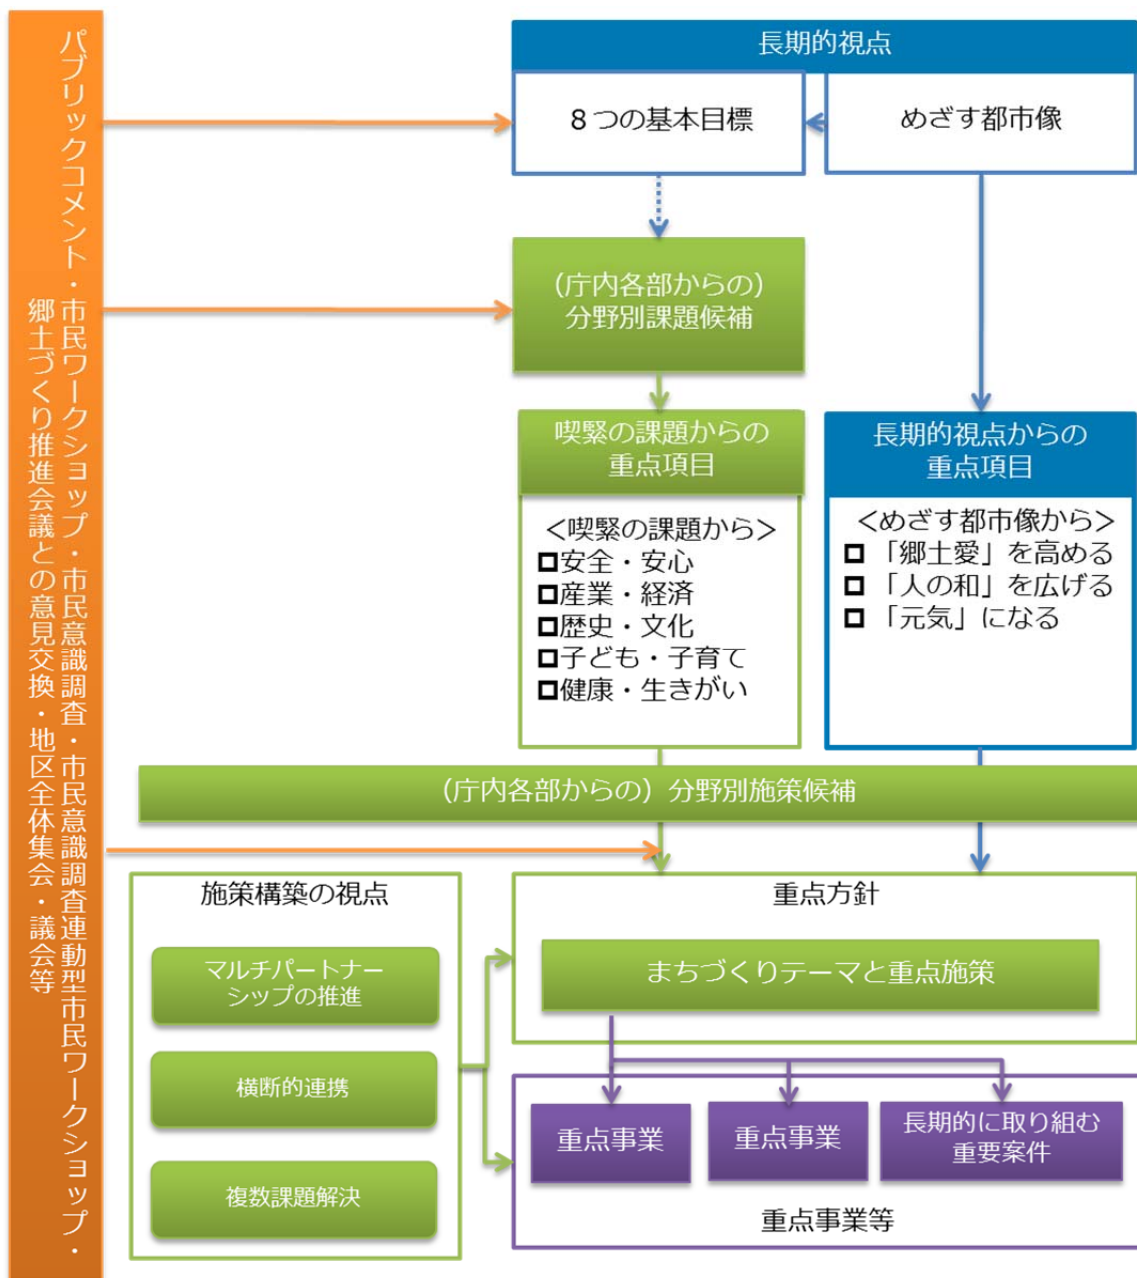 パブリックコメント・市民ワークショップ・市民意識調査・市民意識調査連動型市民ワークショップ・
郷土づくり推進会議との意見交換・地区全体集会・議会等
長期的視点
８つの基本目標
めざす都市像
（庁内各部からの）
分野別課題候補
喫緊の課題からの
重点項目
＜喫緊の課題から＞
安全・安心
産業・経済
歴史・文化
子ども・子育て
健康・生きがい
長期的視点からの
重点項目
＜めざす都市像から＞
「郷土愛」を高める
「人の和」を広げる
「元気」になる
（庁内各部からの）分野別施策候補
施策構築の視点
マルチパートナー
シップの推進
横断的連携
複数課題解決
重点方針
まちづくりテーマと重点施策
重点事業
重点事業
長期的に取り組む
重要案件
重点事業等